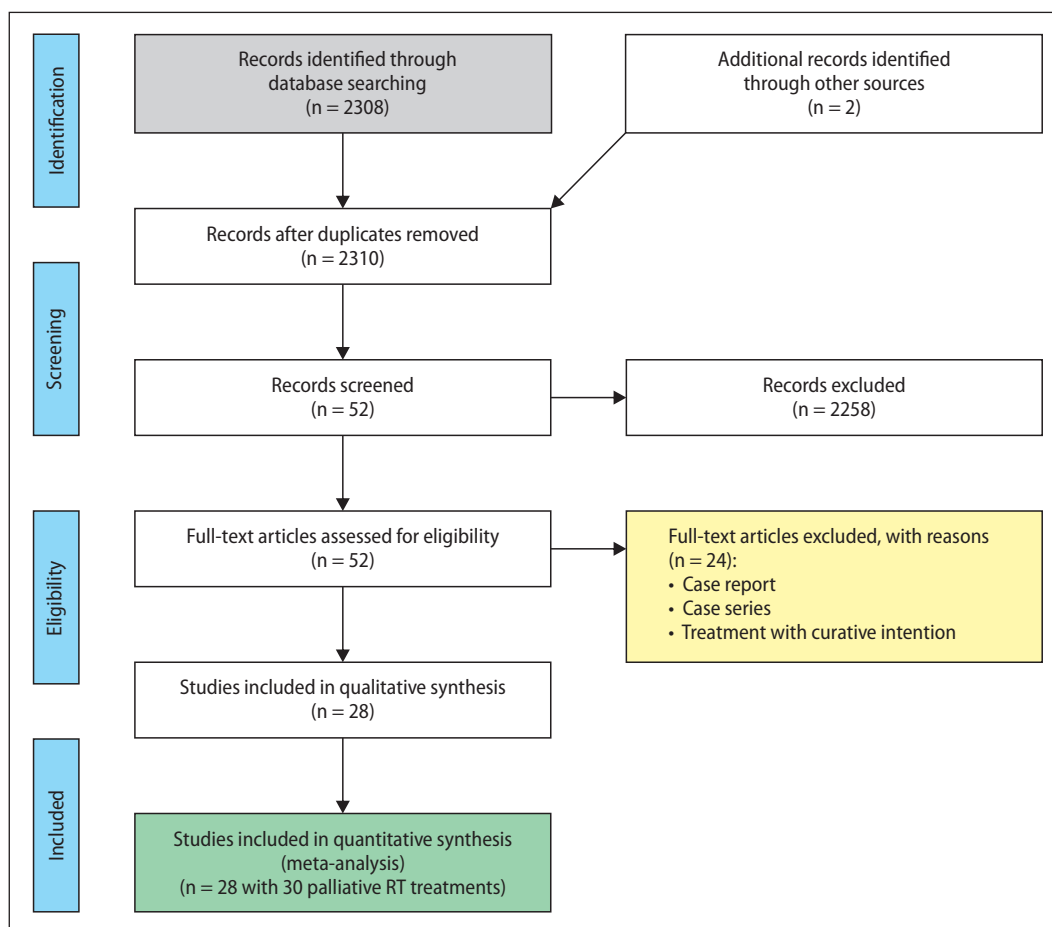 Identification
Records identified through
database searching
(n = 2308)
Additional records identified
through other sources
(n = 2)
Records after duplicates removed
(n = 2310)
Screening
Records screened
(n = 52)
Records excluded
(n = 2258)
Eligibility
Full-text articles assessed for eligibility
(n = 52)
Full-text articles excluded, with reasons
(n = 24):
• Case report
• Case series
• Treatment with curative intention
Studies included in qualitative synthesis
(n = 28)
Included
Studies included in quantitative synthesis
(meta-analysis)
(n = 28 with 30 palliative RT treatments)